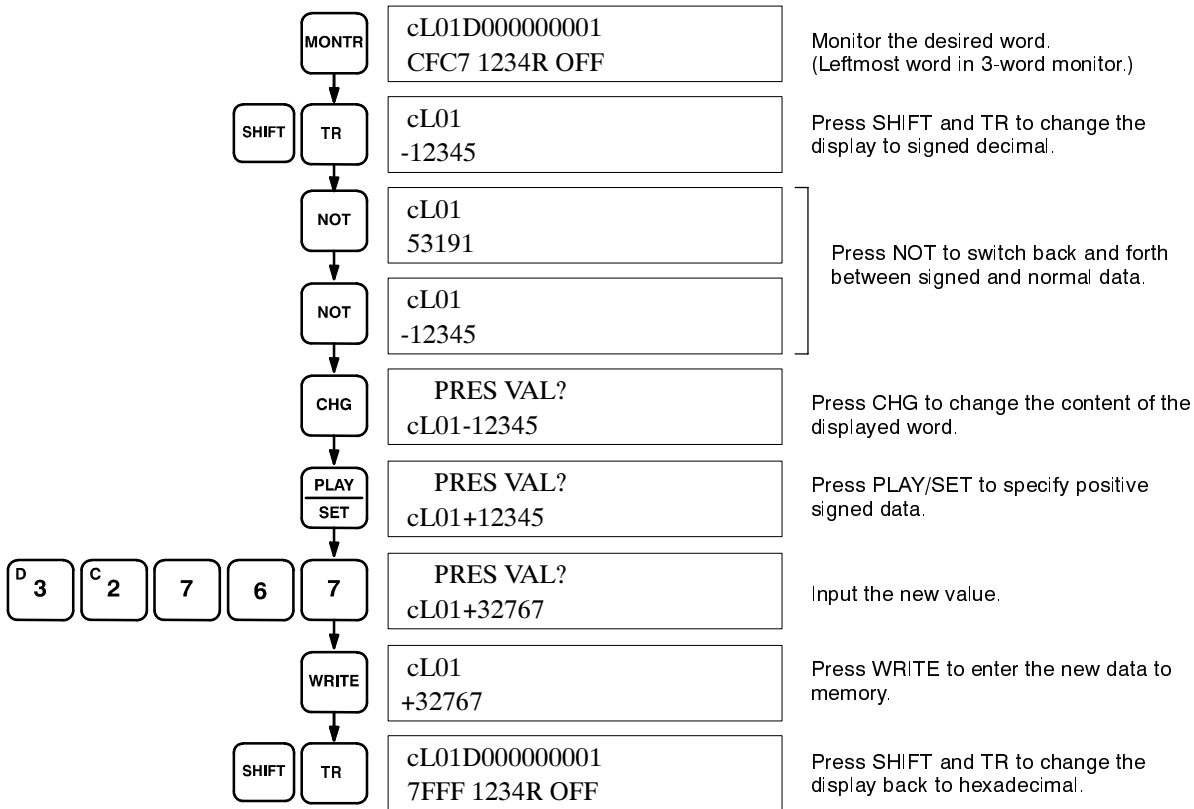 MONTR
cL01D000000001
CFC7 1234R OFF
Monitor the desired word.
(Leftmost word in 3-word monitor.)
SHIFT TR
cL01
-12345
Press SHIFT and TR to change the
display to signed decimal.
NOT
cL01
53191
NOT
cL01
-12345
Press NOT to switch back and forth
between signed and normal data.
CHG
PRES VAL?
cL01-12345
Press CHG to change the content of the
displayed word.
PLAY
SET
PRES VAL?
cL01+12345
Press PLAY/SET to specify positive
signed data.
D 3 C 2 7 6 7
PRES VAL?
cL01+32767
Input the new value.
WRITE
cL01
+32767
Press WRITE to enter the new data to
memory.
SHIFT TR
cL01D000000001
7FFF 1234R OFF
Press SHIFT and TR to change the
display back to hexadecimal.